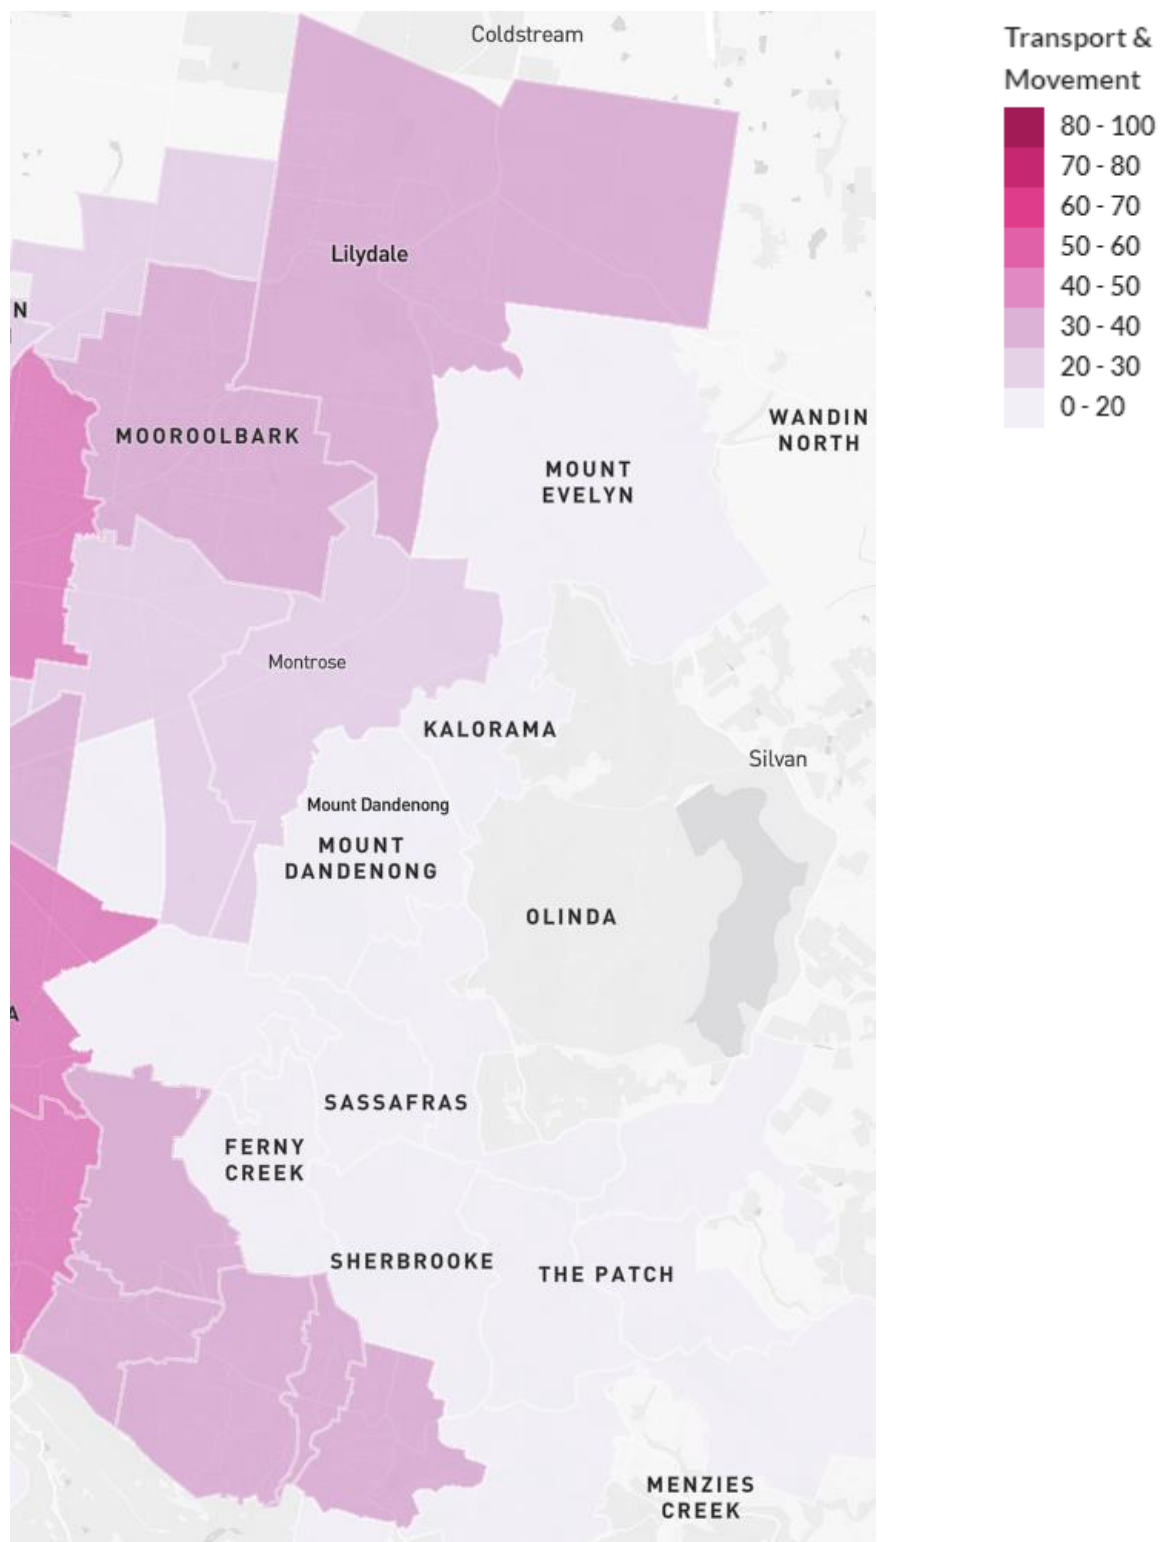 Coldstream
Transport &
Movement
80 - 100
70 - 80
60 - 70
50 - 60
40 - 50
30 - 40
20 - 30
0 - 20
Lilydale
N
MOOROOLBARK
WANDIN
NORTH
MOUNT
EVELYN
Montrose
KALORAMA
Silvan
Mount Dandenong
MOUNT
DANDENONG
OLINDA
A
SASSAFRAS
FERNY
CREEK
SHERBROOKE
THE PATCH
MENZIES
CREEK